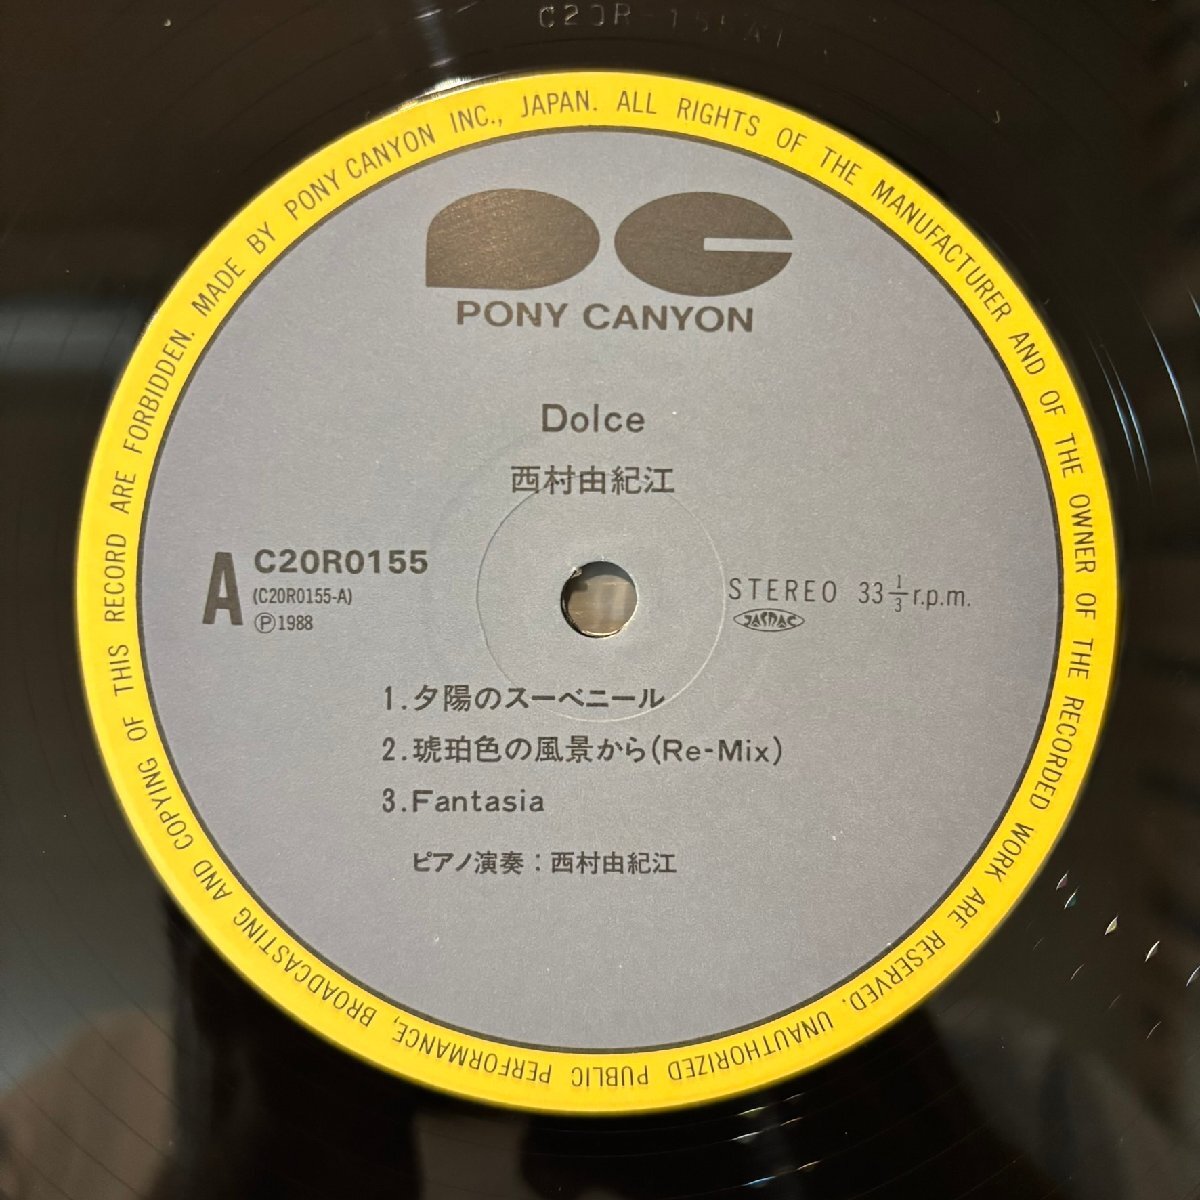 PONY CANYON
Dolce
西村由紀江
A C20R0155
(C20R0155-A)
Ⓟ1988
STEREO 33 1/3 r.p.m.
JASRAC
1.夕陽のスーベニール
2.琥珀色の風景から(Re-Mix)
3.Fantasia
ピアノ演奏：西村由紀江
MADE BY PONY CANYON INC., JAPAN. ALL RIGHTS OF THE MANUFACTURER AND OF THE OWNER OF THE RECORDED WORK ARE RESERVED. UNAUTHORIZED PUBLIC PERFORMANCE, BROADCASTING AND COPYING OF THIS RECORD ARE FORBIDDEN.